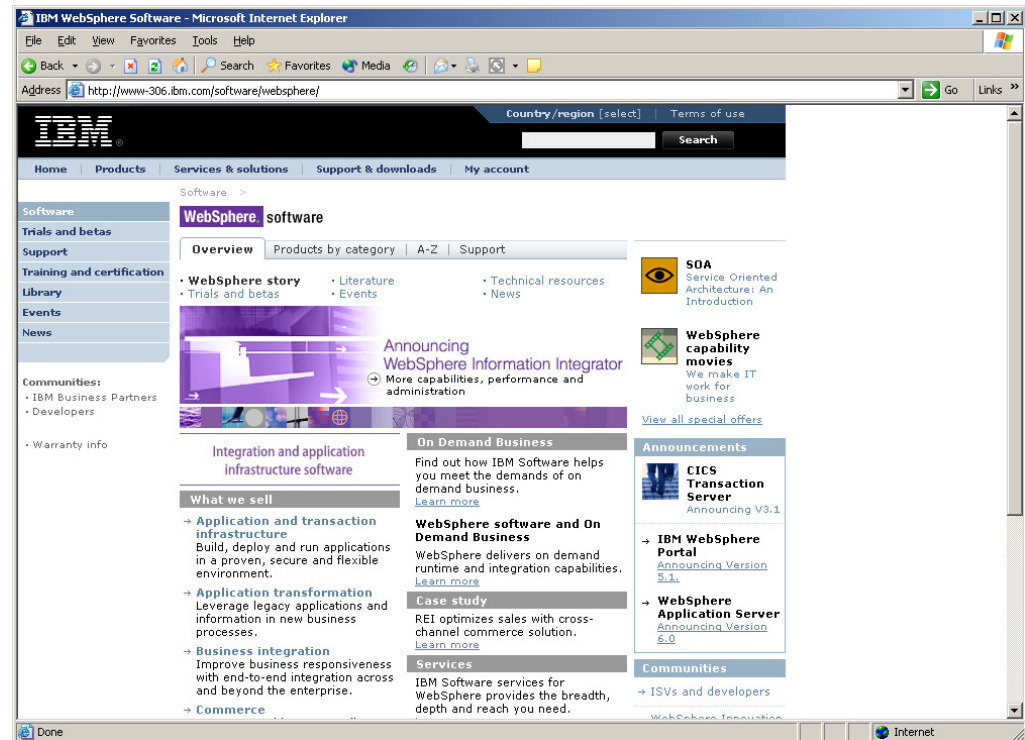 IBM WebSphere Software - Microsoft Internet Explorer
File Edit View Favorites Tools Help
Back Search Favorites Media
Address http://www-306.ibm.com/software/websphere/ Go Links »
Country/region [select] | Terms of use
IBM®
Search
Home | Products | Services & solutions | Support & downloads | My account
Software >
Software
Trials and betas
Support
Training and certification
Library
Events
News
Communities:
· IBM Business Partners
· Developers
· Warranty info
WebSphere. software
Overview Products by category | A-Z | Support
· WebSphere story · Literature · Technical resources
· Trials and betas · Events · News
Announcing
WebSphere Information Integrator
More capabilities, performance and
administration
Integration and application
infrastructure software
What we sell
→ Application and transaction
infrastructure
Build, deploy and run applications
in a proven, secure and flexible
environment.
→ Application transformation
Leverage legacy applications and
information in new business
processes.
→ Business integration
Improve business responsiveness
with end-to-end integration across
and beyond the enterprise.
→ Commerce
On Demand Business
Find out how IBM Software helps
you meet the demands of on
demand business.
Learn more
WebSphere software and On
Demand Business
WebSphere delivers on demand
runtime and integration capabilities.
Learn more
Case study
REI optimizes sales with cross-
channel commerce solution.
Learn more
Services
IBM Software services for
WebSphere provides the breadth,
depth and reach you need.
SOA
Service Oriented
Architecture: An
Introduction
WebSphere
capability
movies
We make IT
work for
business
View all special offers
Announcements
CICS
Transaction
Server
Announcing V3.1
→ IBM WebSphere
Portal
Announcing Version
5.1.
→ WebSphere
Application Server
Announcing Version
6.0
Communities
→ ISVs and developers
WebSphere Innovation
Done Internet